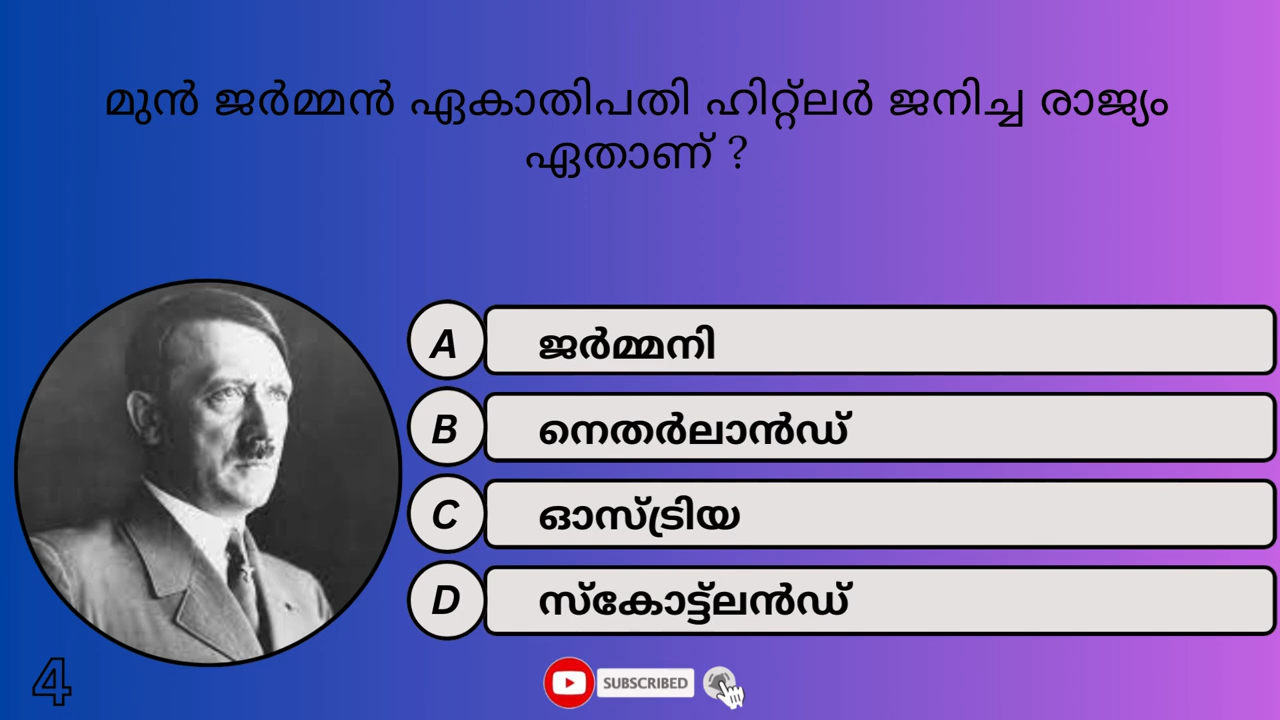 മുൻ ജർമ്മൻ ഏകാതിപതി ഹിറ്റ്ലർ ജനിച്ച രാജ്യം
ഏതാണ് ?
A ജർമ്മനി
B നെതർലാൻഡ്
C ഓസ്ട്രിയ
D സ്കോട്ട്ലൻഡ്
4
SUBSCRIBED